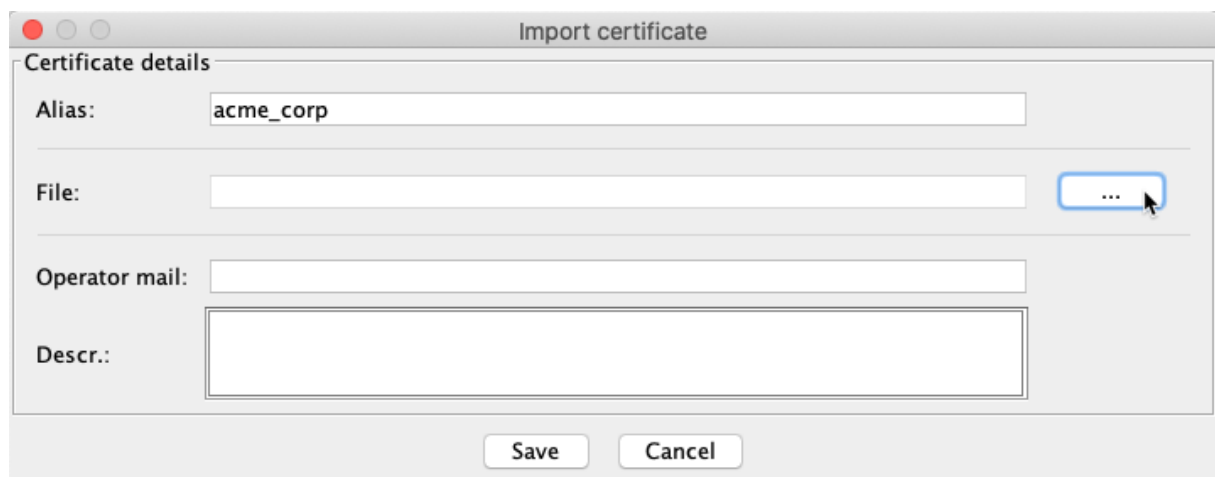 Import certificate
Certificate details
Alias: acme_corp
File: ...
Operator mail:
Descr.:
Save Cancel